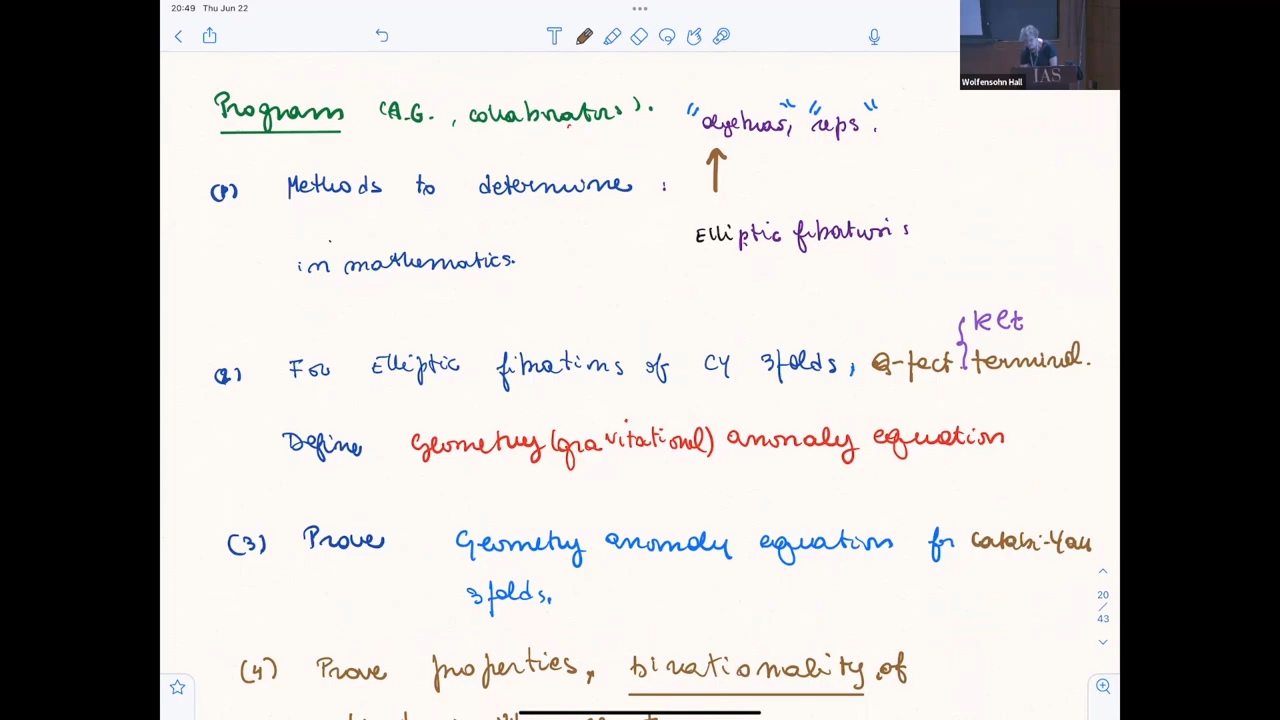 20:49 Thu Jun 22
IAS
Wolfensohn Hall
Program (A.G., collaborators). "algebras," "reps".
(1) Methods to determine :
Elliptic fibrations
in mathematics.
klt
(2) For Elliptic fibrations of CY 3folds, Q-fact. terminal.
Define Geometry (gravitational) anomaly equation
(3) Prove Geometry anomaly equation for Calabi-Yau
3folds.
20
/
43
(4) Prove properties, birationality of